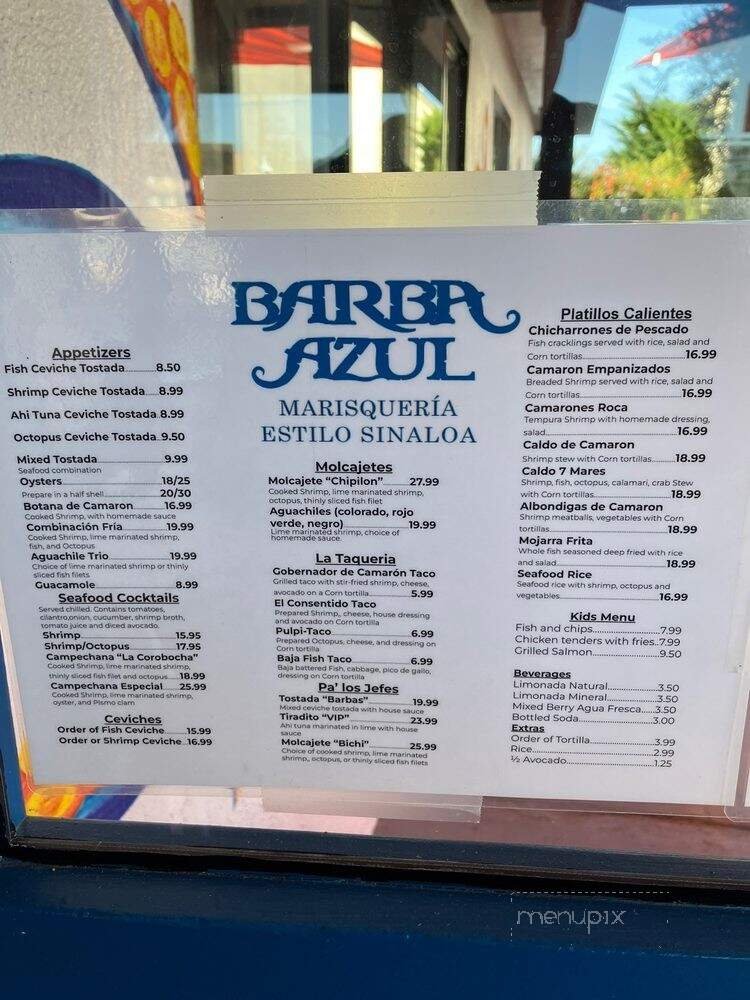 BARBA
AZUL
MARISQUERÍA
ESTILO SINALOA
Appetizers
Fish Ceviche Tostada............8.50
Shrimp Ceviche Tostada.....8.99
Ahi Tuna Ceviche Tostada.8.99
Octopus Ceviche Tostada..9.50
Mixed Tostada................9.99
Seafood combination
Oysters........................18/25
Prepare in a half shell................20/30
Botana de Camaron.........16.99
Cooked Shrimp, with homemade sauce
Combinación Fría............19.99
Cooked Shrimp, lime marinated shrimp,
fish, and Octopus
Aguachile Trio................19.99
Choice of lime marinated shrimp or thinly
sliced fish filets
Guacamole....................8.99
Seafood Cocktails
Served chilled. Contains tomatoes,
cilantro,onion, cucumber, shrimp broth,
tomato juice and diced avocado.
Shrimp........................15.95
Shrimp/Octopus............17.95
Campechana "La Corobocha"
Cooked Shrimp, lime marinated shrimp,
thinly sliced fish filet and octopus.....18.99
Campechana Especial.....25.99
Cooked Shrimp, lime marinated shrimp,
oyster, and Pismo clam
Ceviches
Order of Fish Ceviche......15.99
Order or Shrimp Ceviche..16.99
Molcajetes
Molcajete "Chipilon"..........27.99
Cooked Shrimp, lime marinated shrimp,
octopus, thinly sliced fish filet
Aguachiles (colorado, rojo
verde, negro)................19.99
Lime marinated shrimp, choice of
homemade sauce.
La Taqueria
Gobernador de Camarón Taco
Grilled taco with stir-fried shrimp, cheese,
avocado on a Corn tortilla............5.99
El Consentido Taco
Prepared Shrimp,, cheese, house dressing
and avocado on Corn tortilla
Pulpi-Taco....................6.99
Prepared Octopus, cheese, and dressing on
Corn tortilla
Baja Fish Taco................6.99
Baja battered Fish, cabbage, pico de gallo,
dressing on Corn tortilla
Pa' los Jefes
Tostada "Barbas"............19.99
Mixed ceviche tostada with house sauce
Tiradito "VIP"................23.99
Ahi tuna marinated in lime with house
sauce
Molcajete "Bichi"............25.99
Choice of cooked shrimp, lime marinated
shrimp,, octopus, or thinly sliced fish filets
Platillos Calientes
Chicharrones de Pescado
Fish cracklings served with rice, salad and
Corn tortillas........................16.99
Camaron Empanizados
Breaded Shrimp served with rice, salad and
Corn tortillas........................16.99
Camarones Roca
Tempura Shrimp with homemade dressing,
salad................................16.99
Caldo de Camaron
Shrimp stew with Corn tortillas........18.99
Caldo 7 Mares
Shrimp, fish, octopus, calamari, crab Stew
with Corn tortillas....................18.99
Albondigas de Camaron
Shrimp meatballs, vegetables with Corn
tortillas............................18.99
Mojarra Frita
Whole fish seasoned deep fried with rice
and salad............................18.99
Seafood Rice
Seafood rice with shrimp, octopus and
vegetables............................16.99
Kids Menu
Fish and chips....................7.99
Chicken tenders with fries..7.99
Grilled Salmon....................9.50
Beverages
Limonada Natural................3.50
Limonada Mineral................3.50
Mixed Berry Agua Fresca.....3.50
Bottled Soda....................3.00
Extras
Order of Tortilla................3.99
Rice............................2.99
½ Avocado........................1.25
menupix